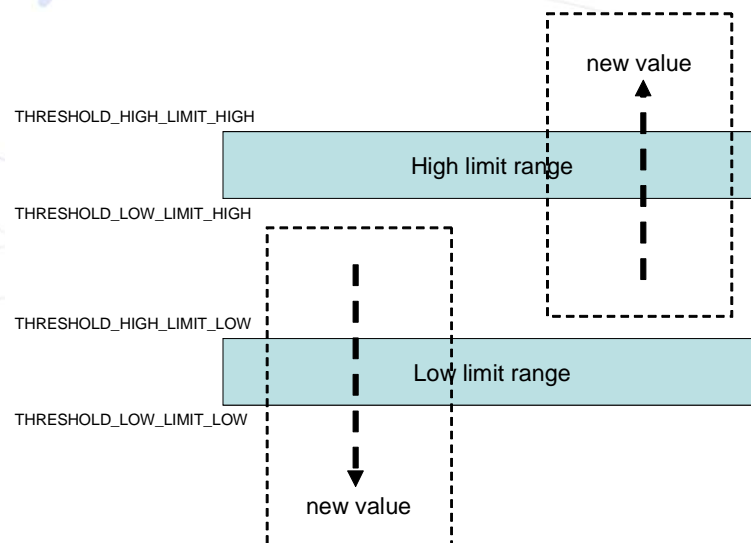 new value
THRESHOLD_HIGH_LIMIT_HIGH
High limit range
THRESHOLD_LOW_LIMIT_HIGH
THRESHOLD_HIGH_LIMIT_LOW
Low limit range
THRESHOLD_LOW_LIMIT_LOW
new value